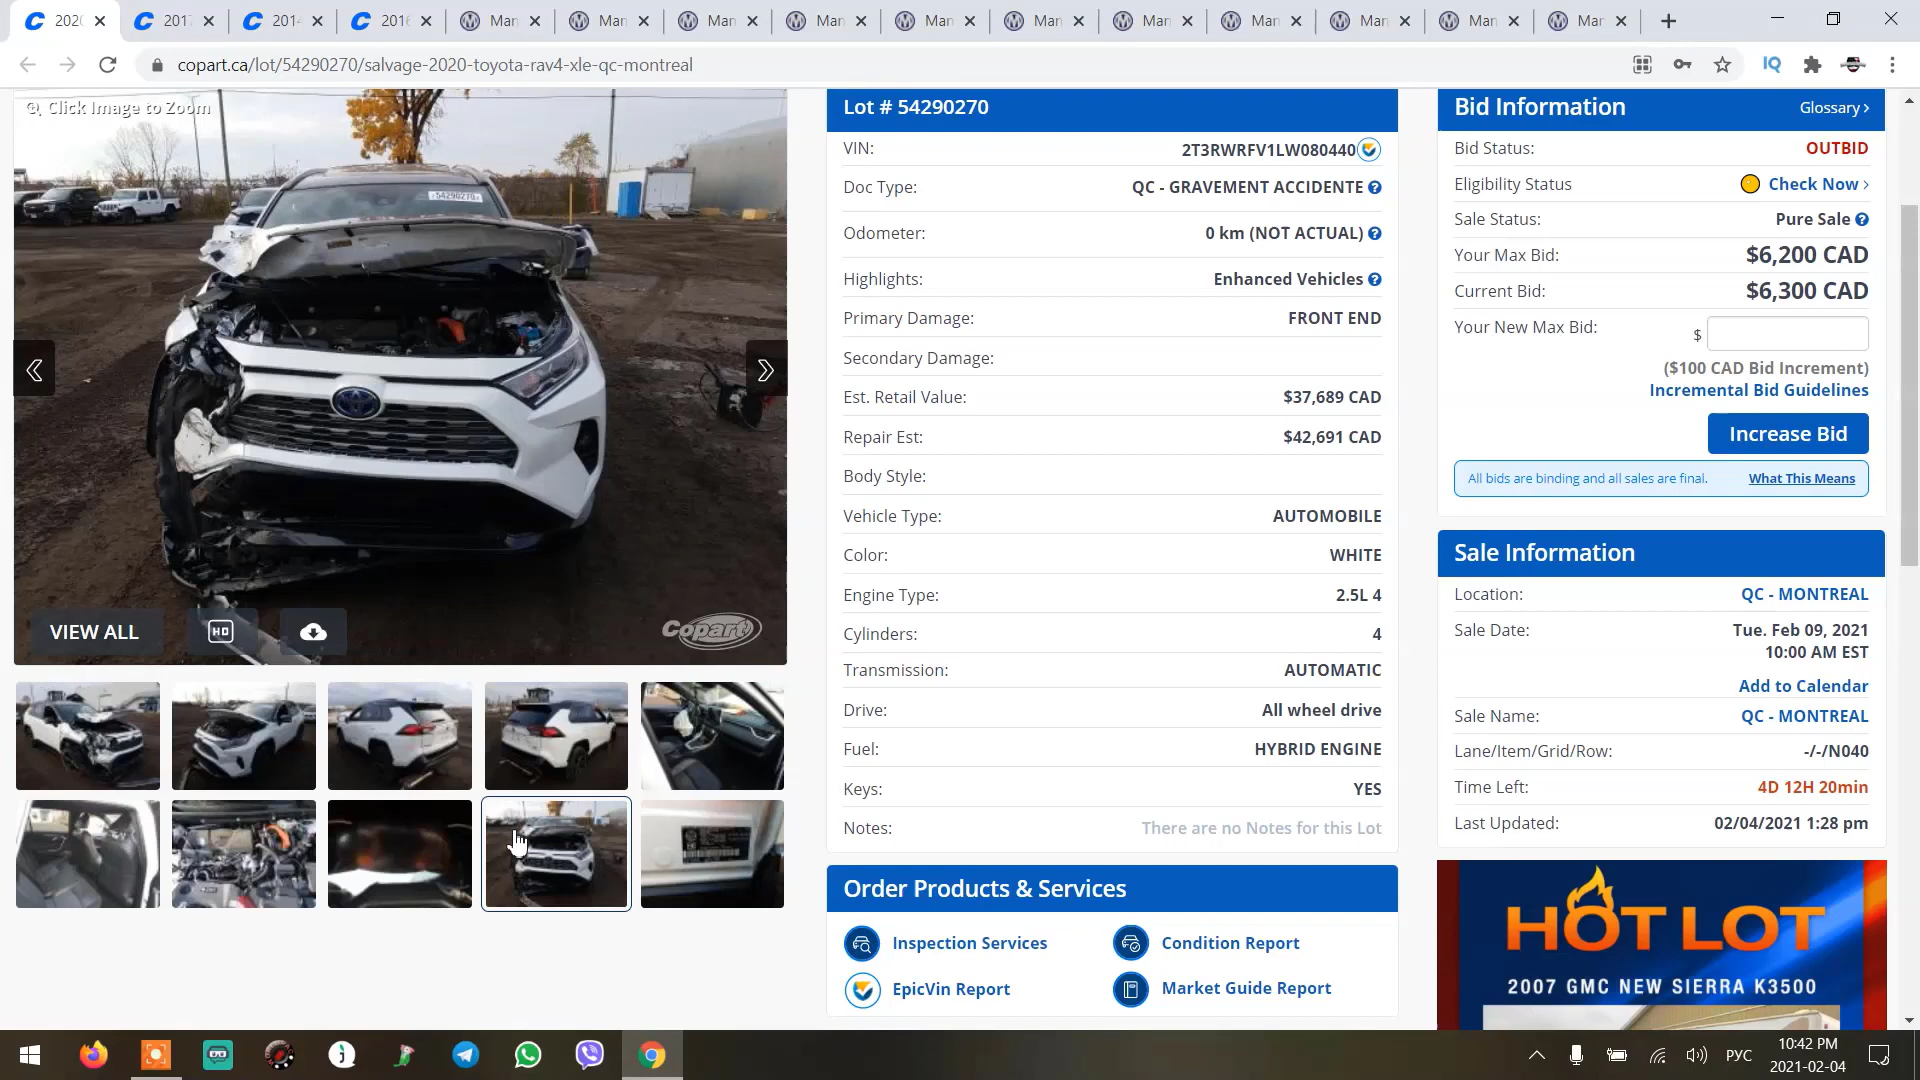 2020
2017
2014
2016
Man
Man
Man
Man
Man
Man
Man
Man
Man
Man
Man
copart.ca/lot/54290270/salvage-2020-toyota-rav4-xle-qc-montreal
IQ
Click Image to Zoom
54290270
VIEW ALL
HD
Copart
Lot # 54290270
VIN: 2T3RWRFV1LW080440
Doc Type: QC - GRAVEMENT ACCIDENTE
Odometer: 0 km (NOT ACTUAL)
Highlights: Enhanced Vehicles
Primary Damage: FRONT END
Secondary Damage:
Est. Retail Value: $37,689 CAD
Repair Est: $42,691 CAD
Body Style:
Vehicle Type: AUTOMOBILE
Color: WHITE
Engine Type: 2.5L 4
Cylinders: 4
Transmission: AUTOMATIC
Drive: All wheel drive
Fuel: HYBRID ENGINE
Keys: YES
Notes: There are no Notes for this Lot
Order Products & Services
Inspection Services
Condition Report
EpicVin Report
Market Guide Report
Bid Information Glossary
Bid Status: OUTBID
Eligibility Status Check Now
Sale Status: Pure Sale
Your Max Bid: $6,200 CAD
Current Bid: $6,300 CAD
Your New Max Bid: $
($100 CAD Bid Increment)
Incremental Bid Guidelines
Increase Bid
All bids are binding and all sales are final. What This Means
Sale Information
Location: QC - MONTREAL
Sale Date: Tue. Feb 09, 2021
10:00 AM EST
Add to Calendar
Sale Name: QC - MONTREAL
Lane/Item/Grid/Row: -/-/N040
Time Left: 4D 12H 20min
Last Updated: 02/04/2021 1:28 pm
HOT LOT
2007 GMC NEW SIERRA K3500
РУС
10:42 PM
2021-02-04